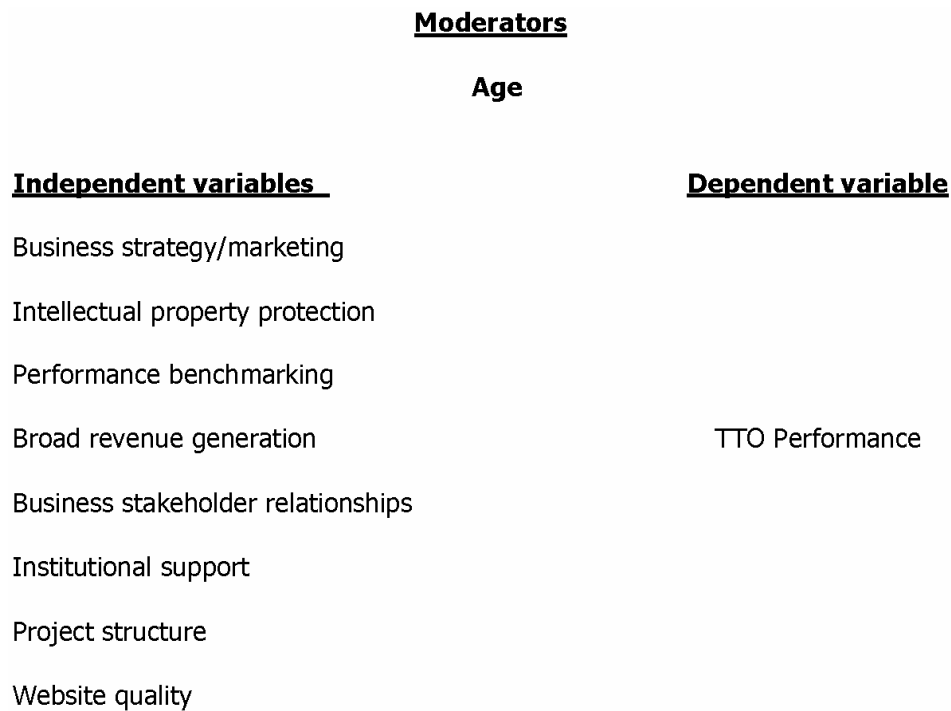 Moderators
Age
Independent variables Dependent variable
Business strategy/marketing
Intellectual property protection
Performance benchmarking
Broad revenue generation TTO Performance
Business stakeholder relationships
Institutional support
Project structure
Website quality